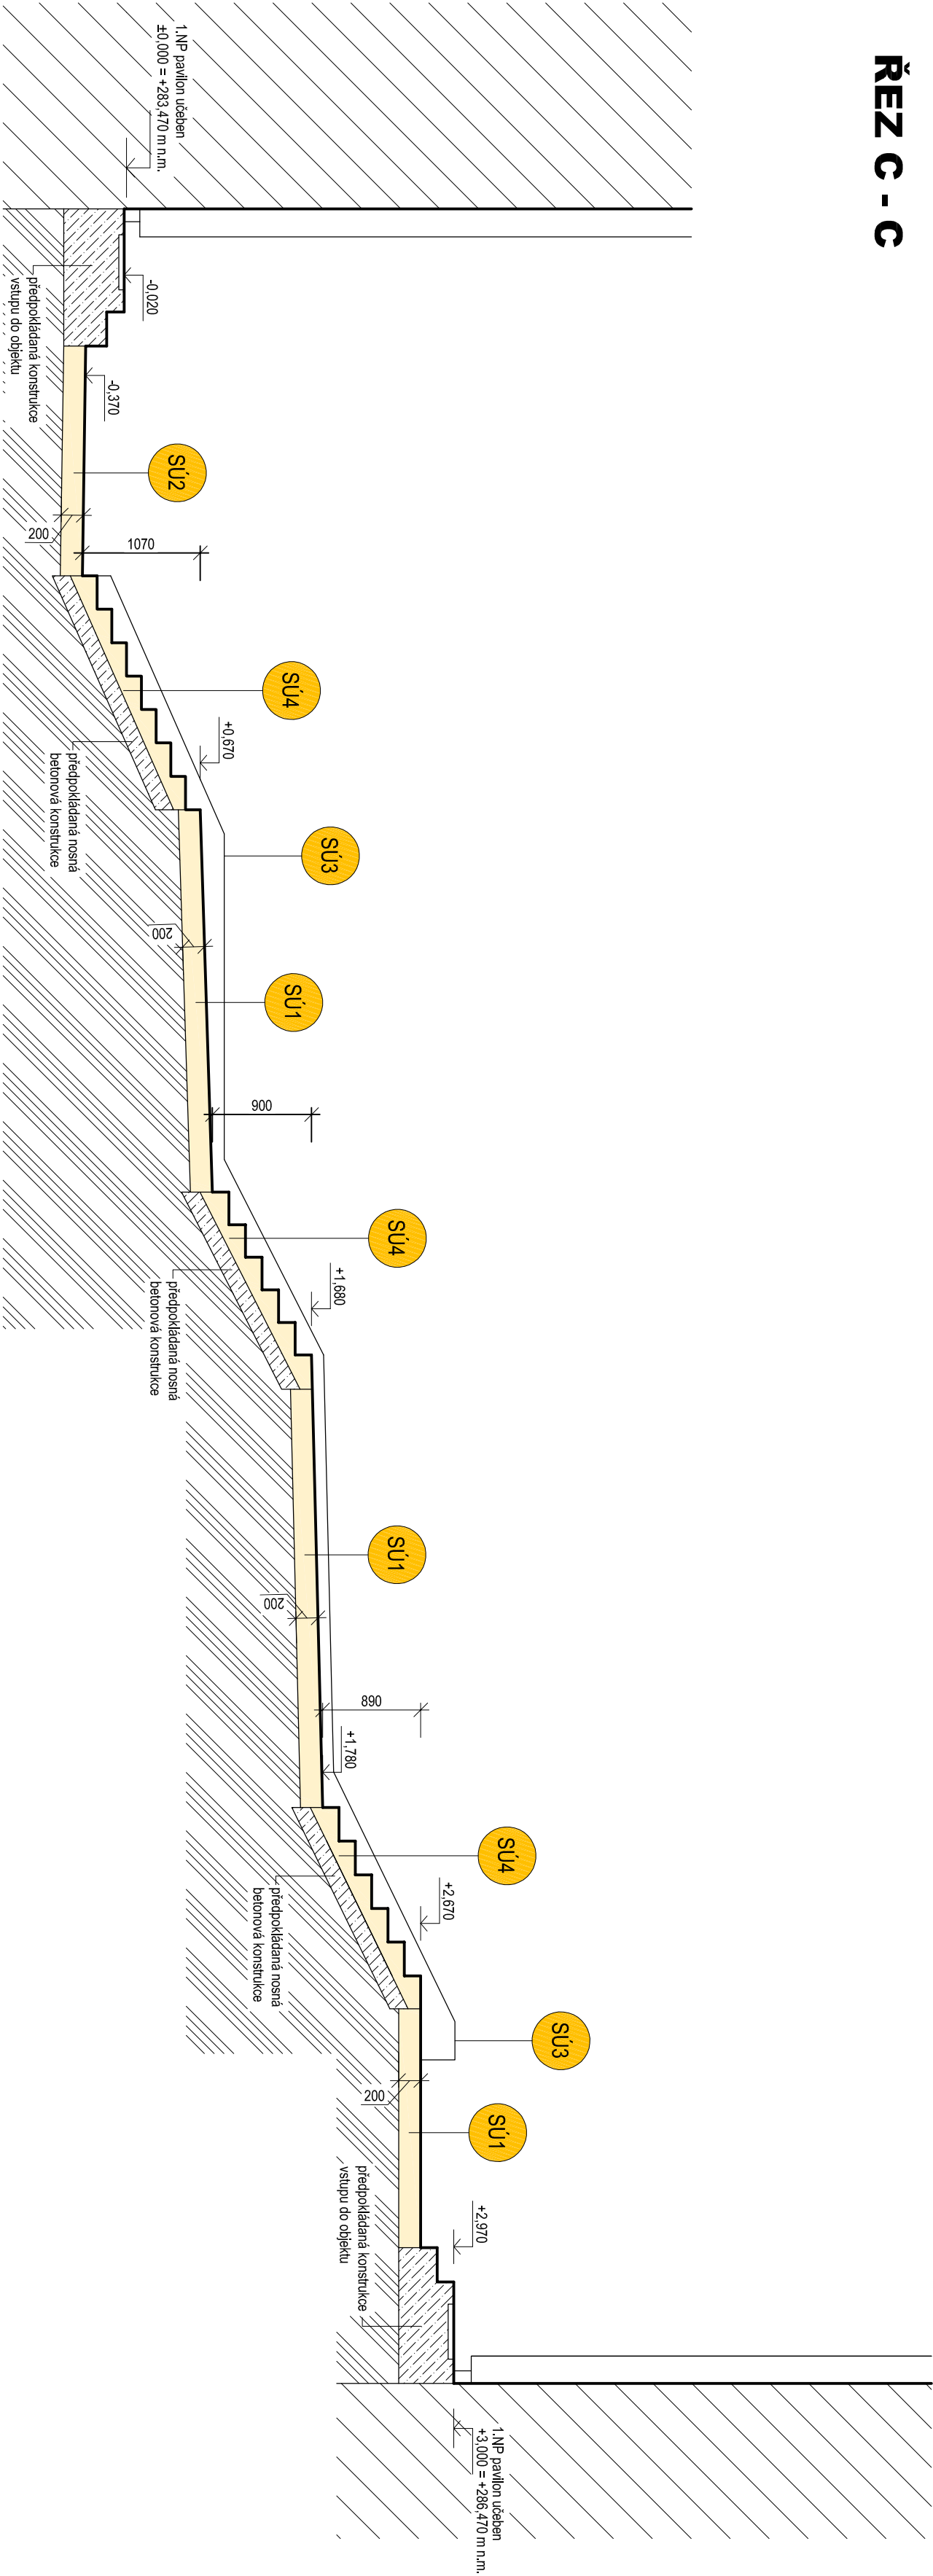 ŘEZ C - C
1.NP pavilon učeben
±0,000 = +283,470 m n.m.
-0,020
předpokládaná konstrukce
vstupu do objektu
-0,370
SÚ2
200
1070
SÚ4
předpokládaná nosná
betonová konstrukce
+0,670
SÚ3
200
SÚ1
900
SÚ4
předpokládaná nosná
betonová konstrukce
+1,680
SÚ1
200
890
+1,780
SÚ4
předpokládaná nosná
betonová konstrukce
+2,670
SÚ3
200
SÚ1
předpokládaná konstrukce
vstupu do objektu
+2,970
1.NP pavilon učeben
+3,000 = +286,470 m n.m.